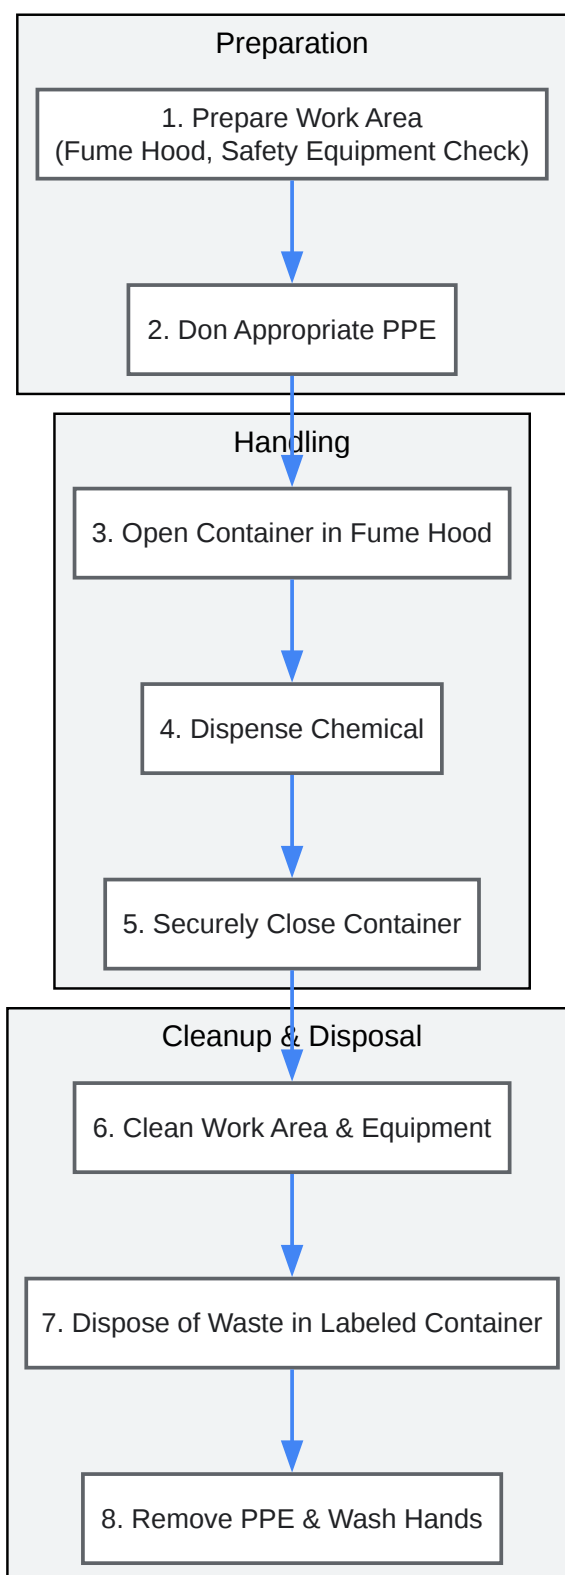 Preparation
1. Prepare Work Area
(Fume Hood, Safety Equipment Check)
2. Don Appropriate PPE
Handling
3. Open Container in Fume Hood
4. Dispense Chemical
5. Securely Close Container
Cleanup & Disposal
6. Clean Work Area & Equipment
7. Dispose of Waste in Labeled Container
8. Remove PPE & Wash Hands